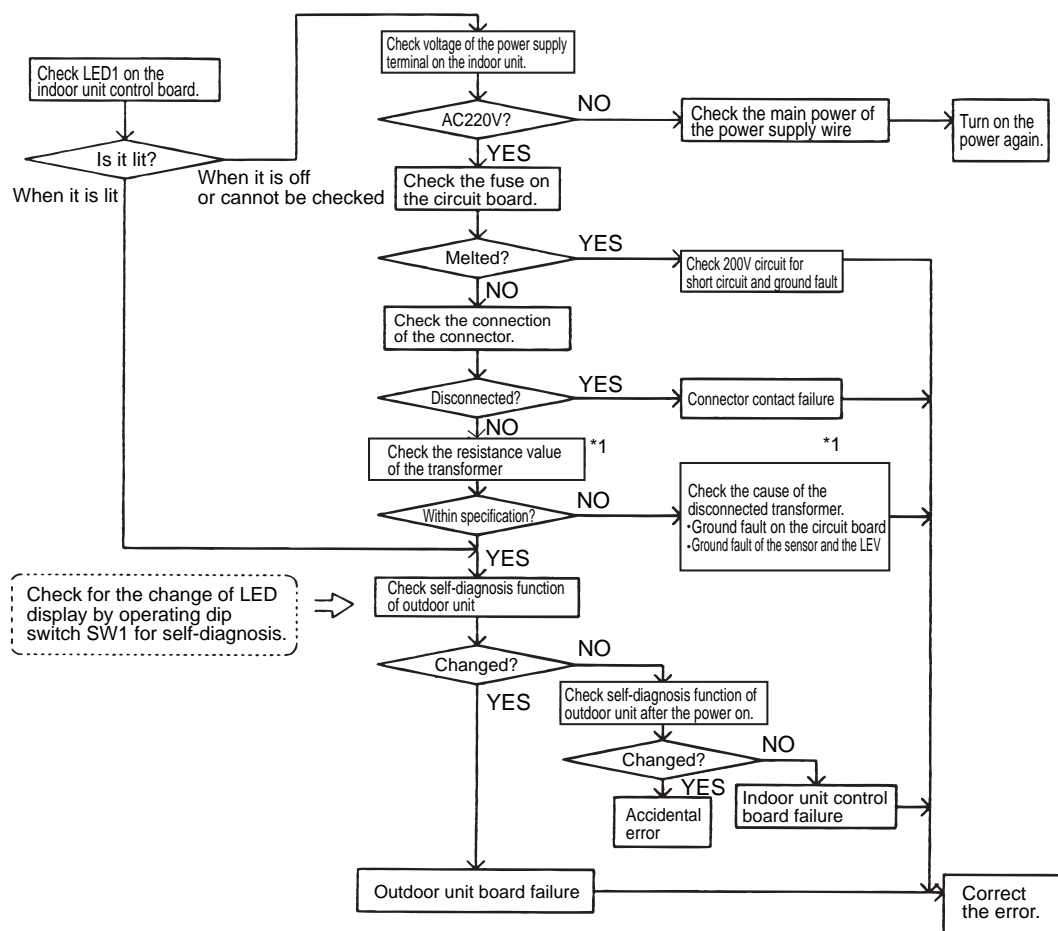 Check LED1 on the
indoor unit control board.
Is it lit?
When it is lit
When it is off
or cannot be checked
Check voltage of the power supply
terminal on the indoor unit.
AC220V?
NO
Check the main power of
the power supply wire
Turn on the
power again.
YES
Check the fuse on
the circuit board.
Melted?
YES
Check 200V circuit for
short circuit and ground fault
NO
Check the connection
of the connector.
Disconnected?
YES
Connector contact failure
NO
Check the resistance value
of the transformer
*1
Within specification?
NO
*1
Check the cause of the
disconnected transformer.
·Ground fault on the circuit board
·Ground fault of the sensor and the LEV
YES
Check for the change of LED
display by operating dip
switch SW1 for self-diagnosis.
Check self-diagnosis function
of outdoor unit
Changed?
NO
YES
Check self-diagnosis function of
outdoor unit after the power on.
Changed?
NO
YES
Accidental
error
Indoor unit control
board failure
Outdoor unit board failure
Correct
the error.